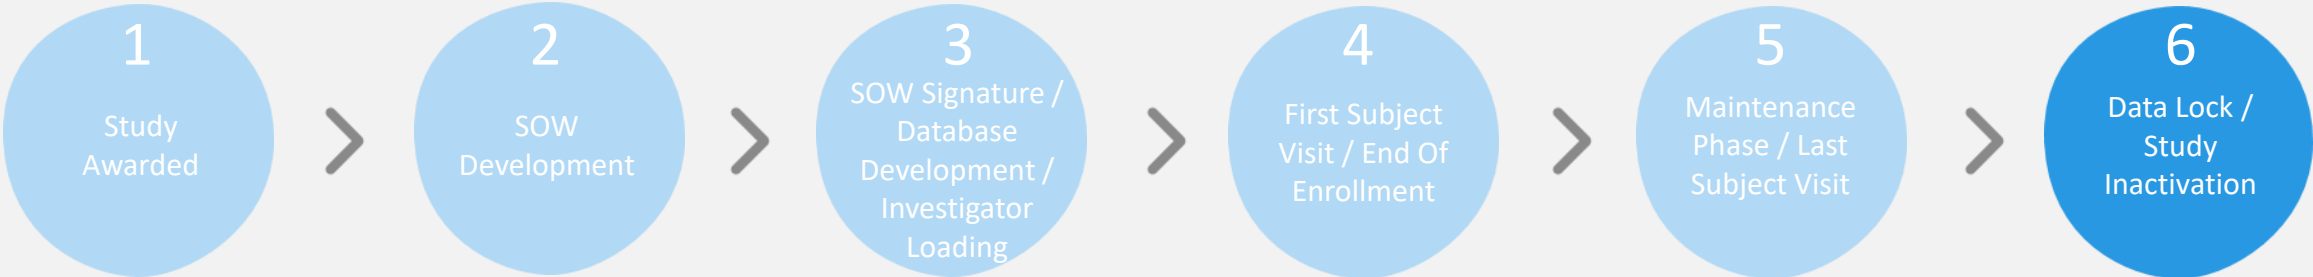 1
Study
Awarded
2
SOW
Development
3
SOW Signature /
Database
Development /
Investigator
Loading
4
First Subject
Visit / End Of
Enrollment
5
Maintenance
Phase / Last
Subject Visit
6
Data Lock /
Study
Inactivation